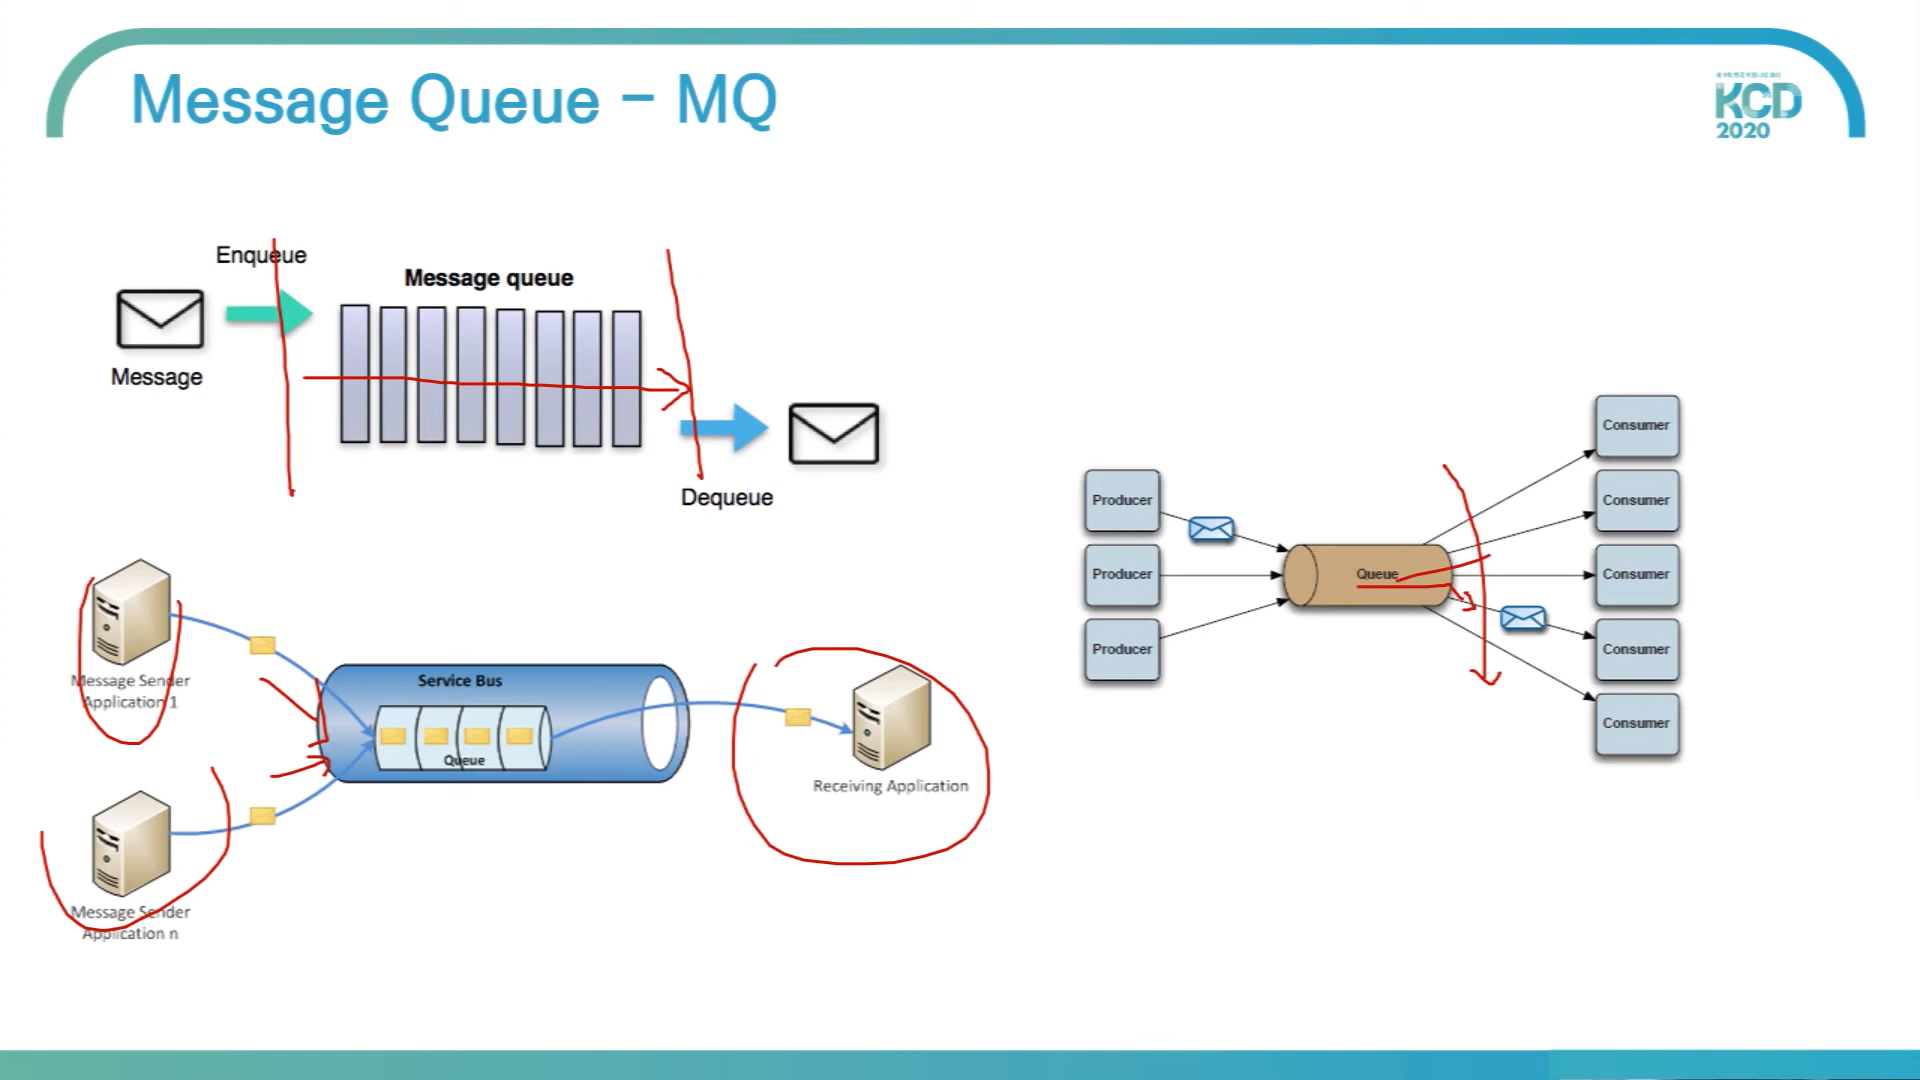 Message Queue – MQ
KCD
2020
Enqueue
Message queue
Message
Dequeue
Message Sender
Application 1
Service Bus
Queue
Receiving Application
Message Sender
Application n
Producer
Producer
Producer
Queue
Consumer
Consumer
Consumer
Consumer
Consumer